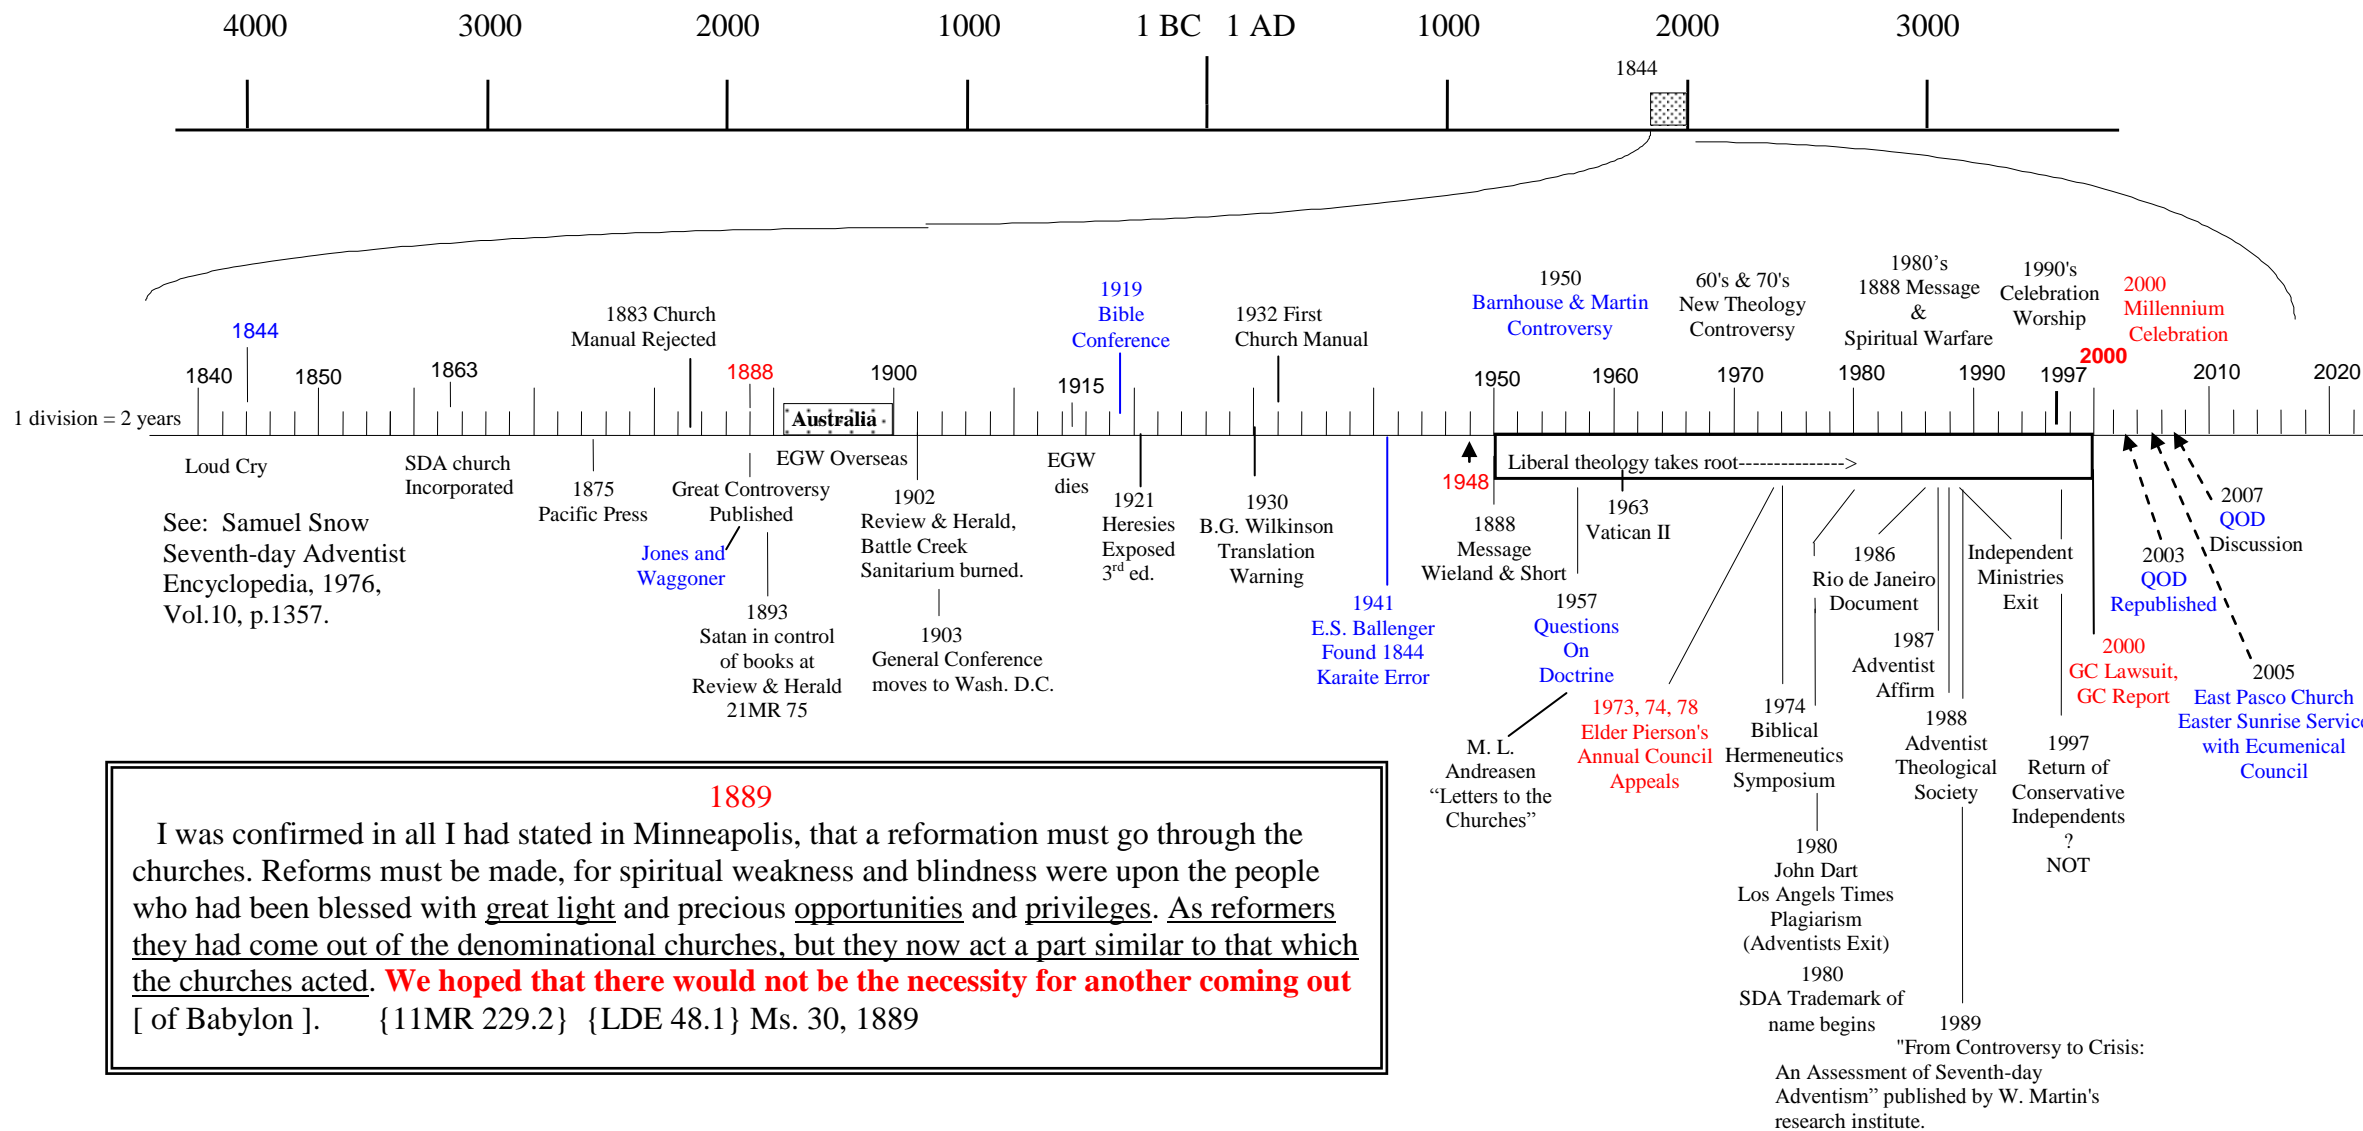 4000 3000 2000 1000 1 BC 1 AD 1000 2000 3000
1844
1844
1883 Church
Manual Rejected
1919
Bible
Conference
1932 First
Church Manual
1950
Barnhouse & Martin
Controversy
60's & 70's
New Theology
Controversy
1980’s
1888 Message
&
Spiritual Warfare
1990's
Celebration
Worship
2000
Millennium
Celebration
1840 1850 1863 1888 1900 1915 1950 1960 1970 1980 1990 1997 2000 2010 2020
1 division = 2 years
Australia
Loud Cry
See: Samuel Snow
Seventh-day Adventist
Encyclopedia, 1976,
Vol.10, p.1357.
SDA church
Incorporated
1875
Pacific Press
Great Controversy
Published
Jones and
Waggoner
1893
Satan in control
of books at
Review & Herald
21MR 75
EGW Overseas
1902
Review & Herald,
Battle Creek
Sanitarium burned.
1903
General Conference
moves to Wash. D.C.
EGW
dies
1921
Heresies
Exposed
3rd ed.
1930
B.G. Wilkinson
Translation
Warning
1941
E.S. Ballenger
Found 1844
Karaite Error
1948
Liberal theology takes root--------------->
1888
Message
Wieland & Short
1957
Questions
On
Doctrine
M. L.
Andreasen
“Letters to the
Churches”
1963
Vatican II
1973, 74, 78
Elder Pierson's
Annual Council
Appeals
1974
Biblical
Hermeneutics
Symposium
1980
John Dart
Los Angels Times
Plagiarism
(Adventists Exit)
1980
SDA Trademark of
name begins
1986
Rio de Janeiro
Document
1987
Adventist
Affirm
1988
Adventist
Theological
Society
1989
"From Controversy to Crisis:
An Assessment of Seventh-day
Adventism” published by W. Martin's
research institute.
Independent
Ministries
Exit
1997
Return of
Conservative
Independents
?
NOT
2000
GC Lawsuit,
GC Report
2003
QOD
Republished
2007
QOD
Discussion
2005
East Pasco Church
Easter Sunrise Service
with Ecumenical
Council
1889
I was confirmed in all I had stated in Minneapolis, that a reformation must go through the
churches. Reforms must be made, for spiritual weakness and blindness were upon the people
who had been blessed with great light and precious opportunities and privileges. As reformers
they had come out of the denominational churches, but they now act a part similar to that which
the churches acted. We hoped that there would not be the necessity for another coming out
[ of Babylon ]. {11MR 229.2} {LDE 48.1} Ms. 30, 1889